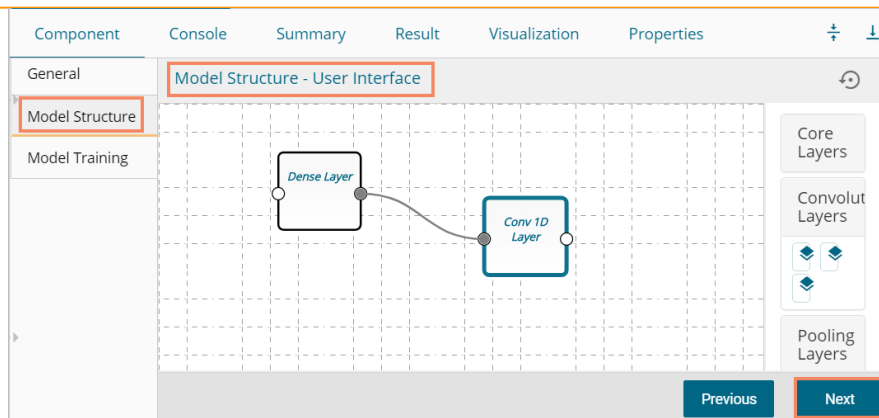 Component Console Summary Result Visualization Properties
General
Model Structure - User Interface
Model Structure
Model Training
Dense Layer
Conv 1D
Layer
Core
Layers
Convolut
Layers
Pooling
Layers
Previous Next